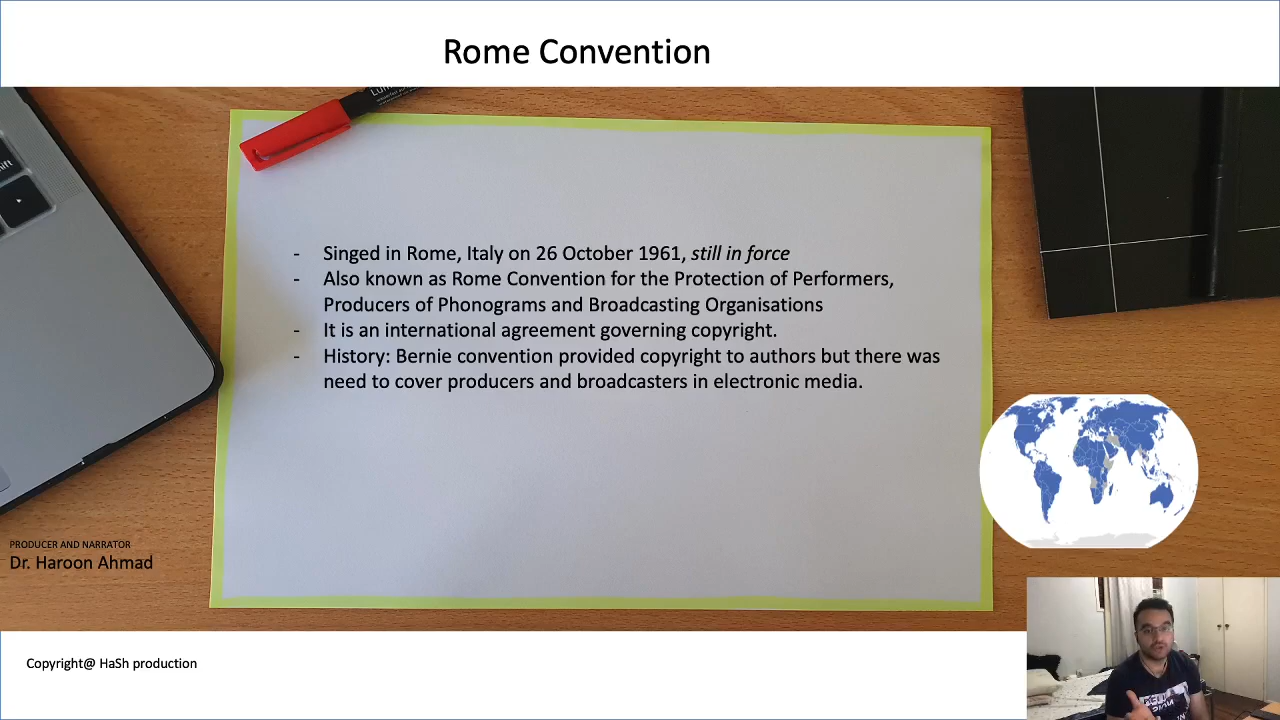 Rome Convention
Lum
ift
- Singed in Rome, Italy on 26 October 1961, still in force
- Also known as Rome Convention for the Protection of Performers,
Producers of Phonograms and Broadcasting Organisations
- It is an international agreement governing copyright.
- History: Bernie convention provided copyright to authors but there was
need to cover producers and broadcasters in electronic media.
PRODUCER AND NARRATOR
Dr. Haroon Ahmad
Copyright@ HaSh production